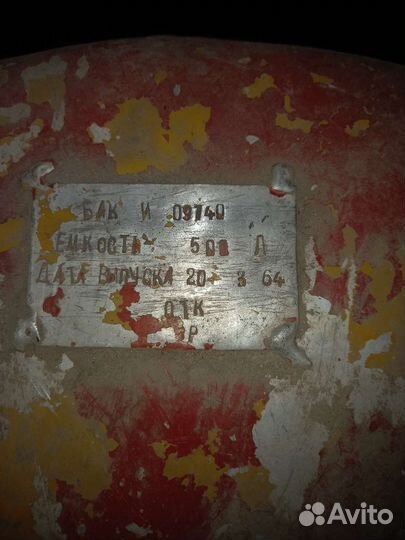 БАК И 09740
ЕМКОСТЬ 500 Л
ДАТА ВЫПУСКА 20 3 64
ОТК
Avito